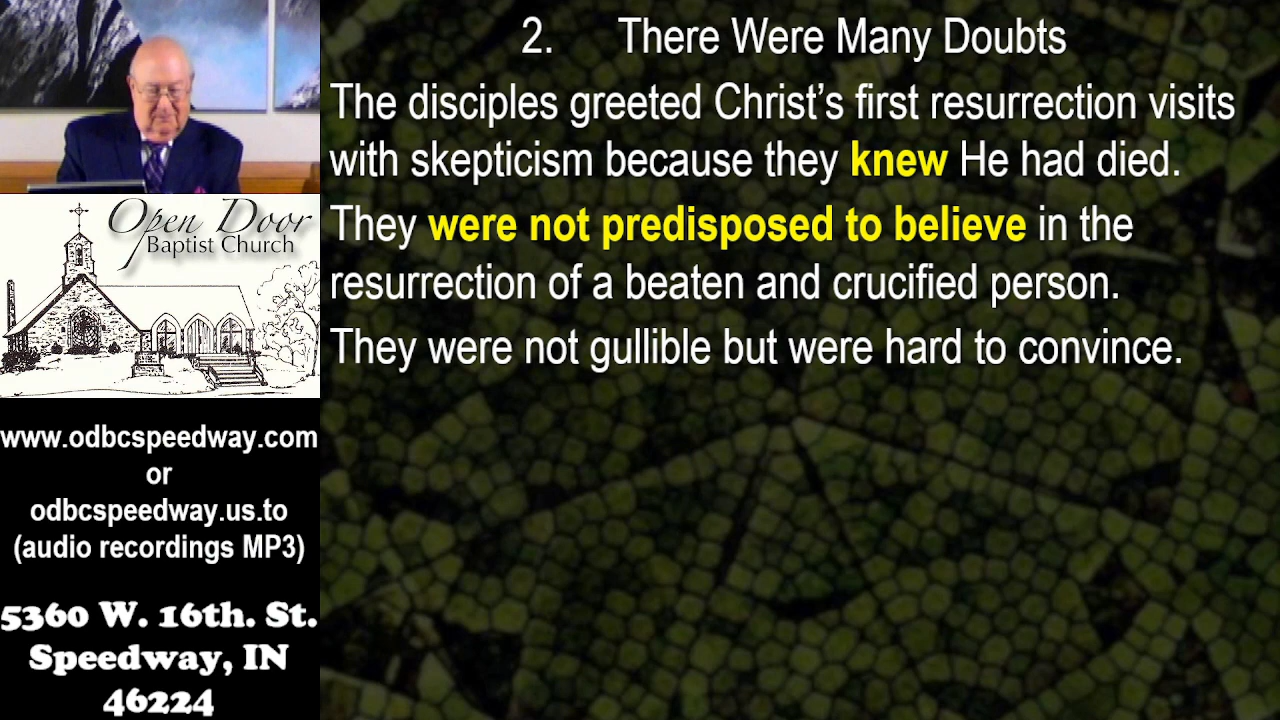 2. There Were Many Doubts
The disciples greeted Christ's first resurrection visits
with skepticism because they knew He had died.
They were not predisposed to believe in the
resurrection of a beaten and crucified person.
They were not gullible but were hard to convince.
Open Door
Baptist Church
www.odbcspeedway.com
or
odbcspeedway.us.to
(audio recordings MP3)
5360 W. 16th. St.
Speedway, IN
46224